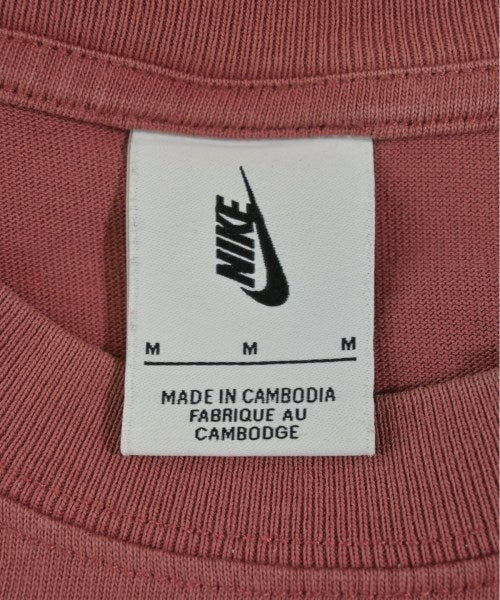 NIKE
M M M
MADE IN CAMBODIA
FABRIQUE AU
CAMBODGE